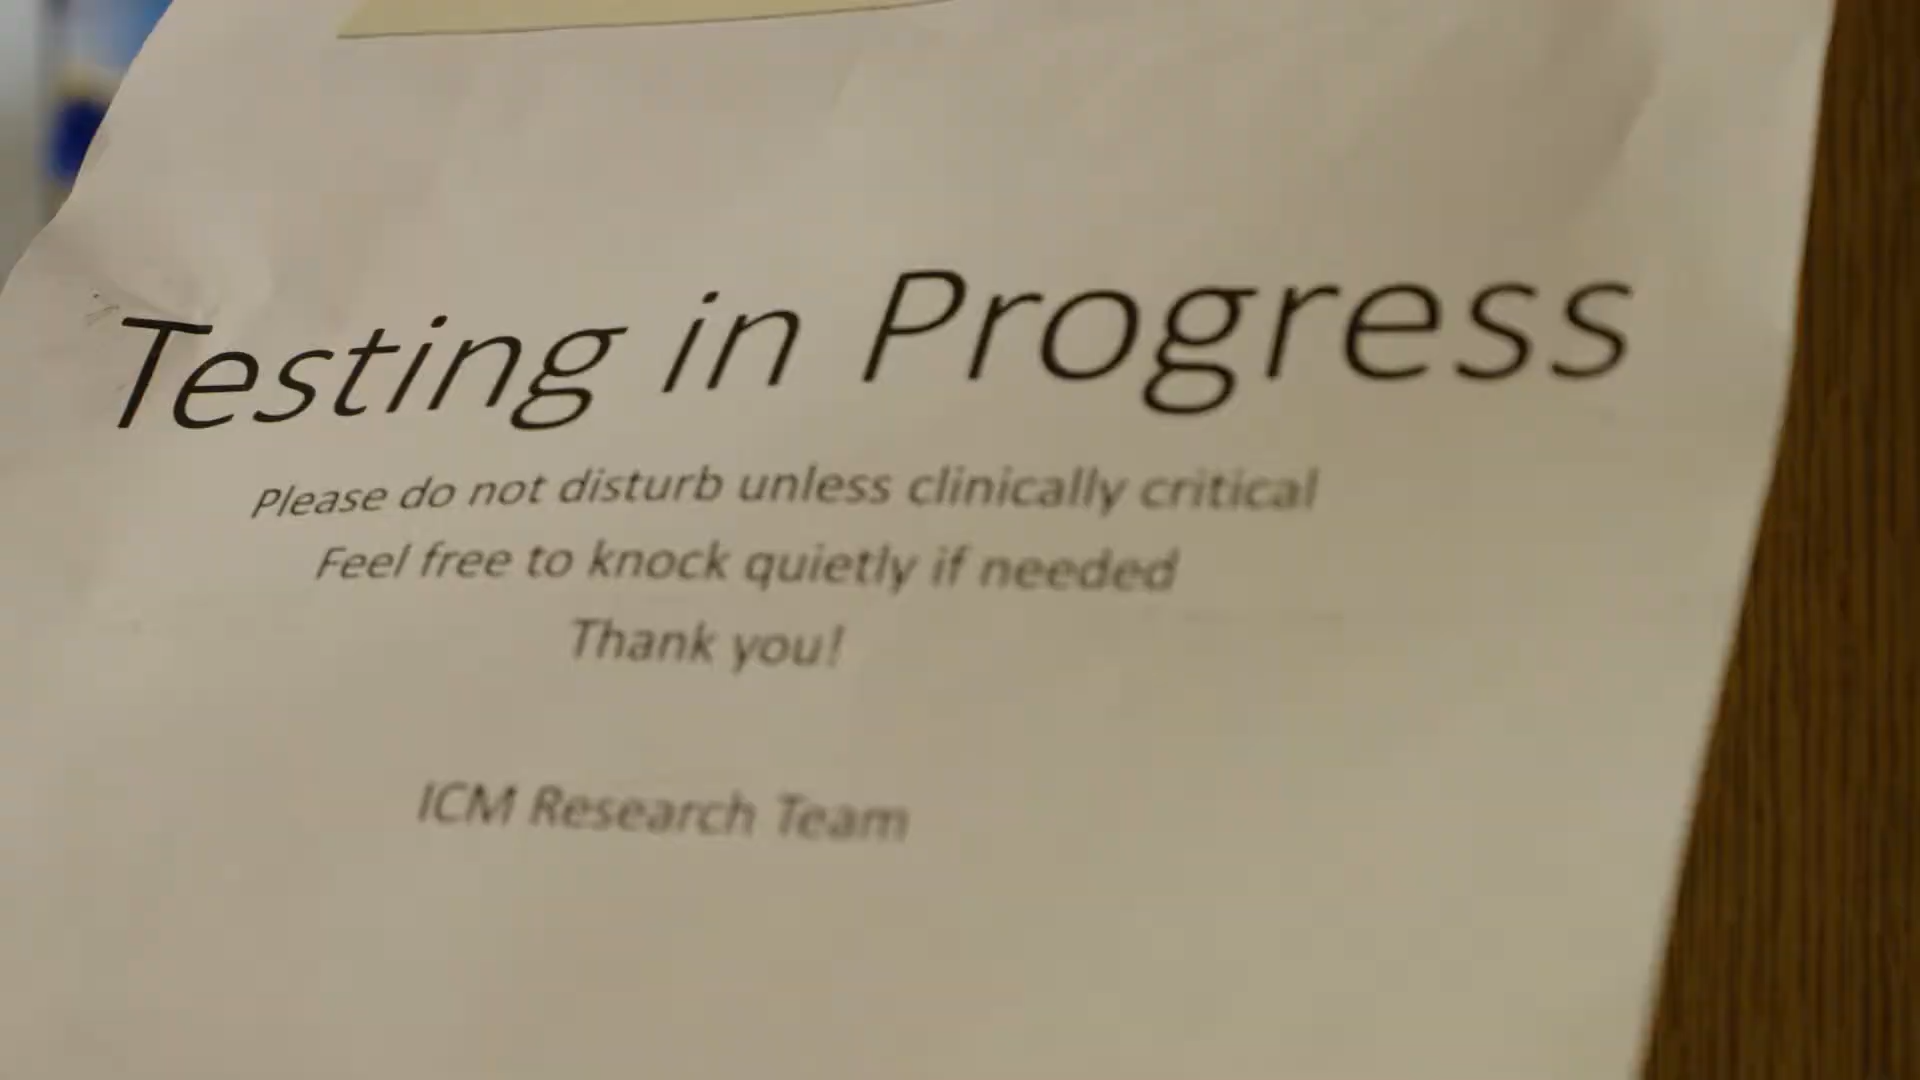 Testing in Progress
Please do not disturb unless clinically critical
Feel free to knock quietly if needed
Thank you!
ICM Research Team